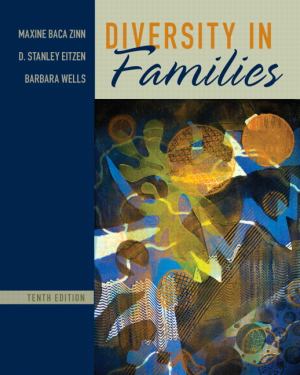 MAXINE BACA ZINN
D. STANLEY EITZEN
BARBARA WELLS
DIVERSITY IN
Families
TENTH EDITION